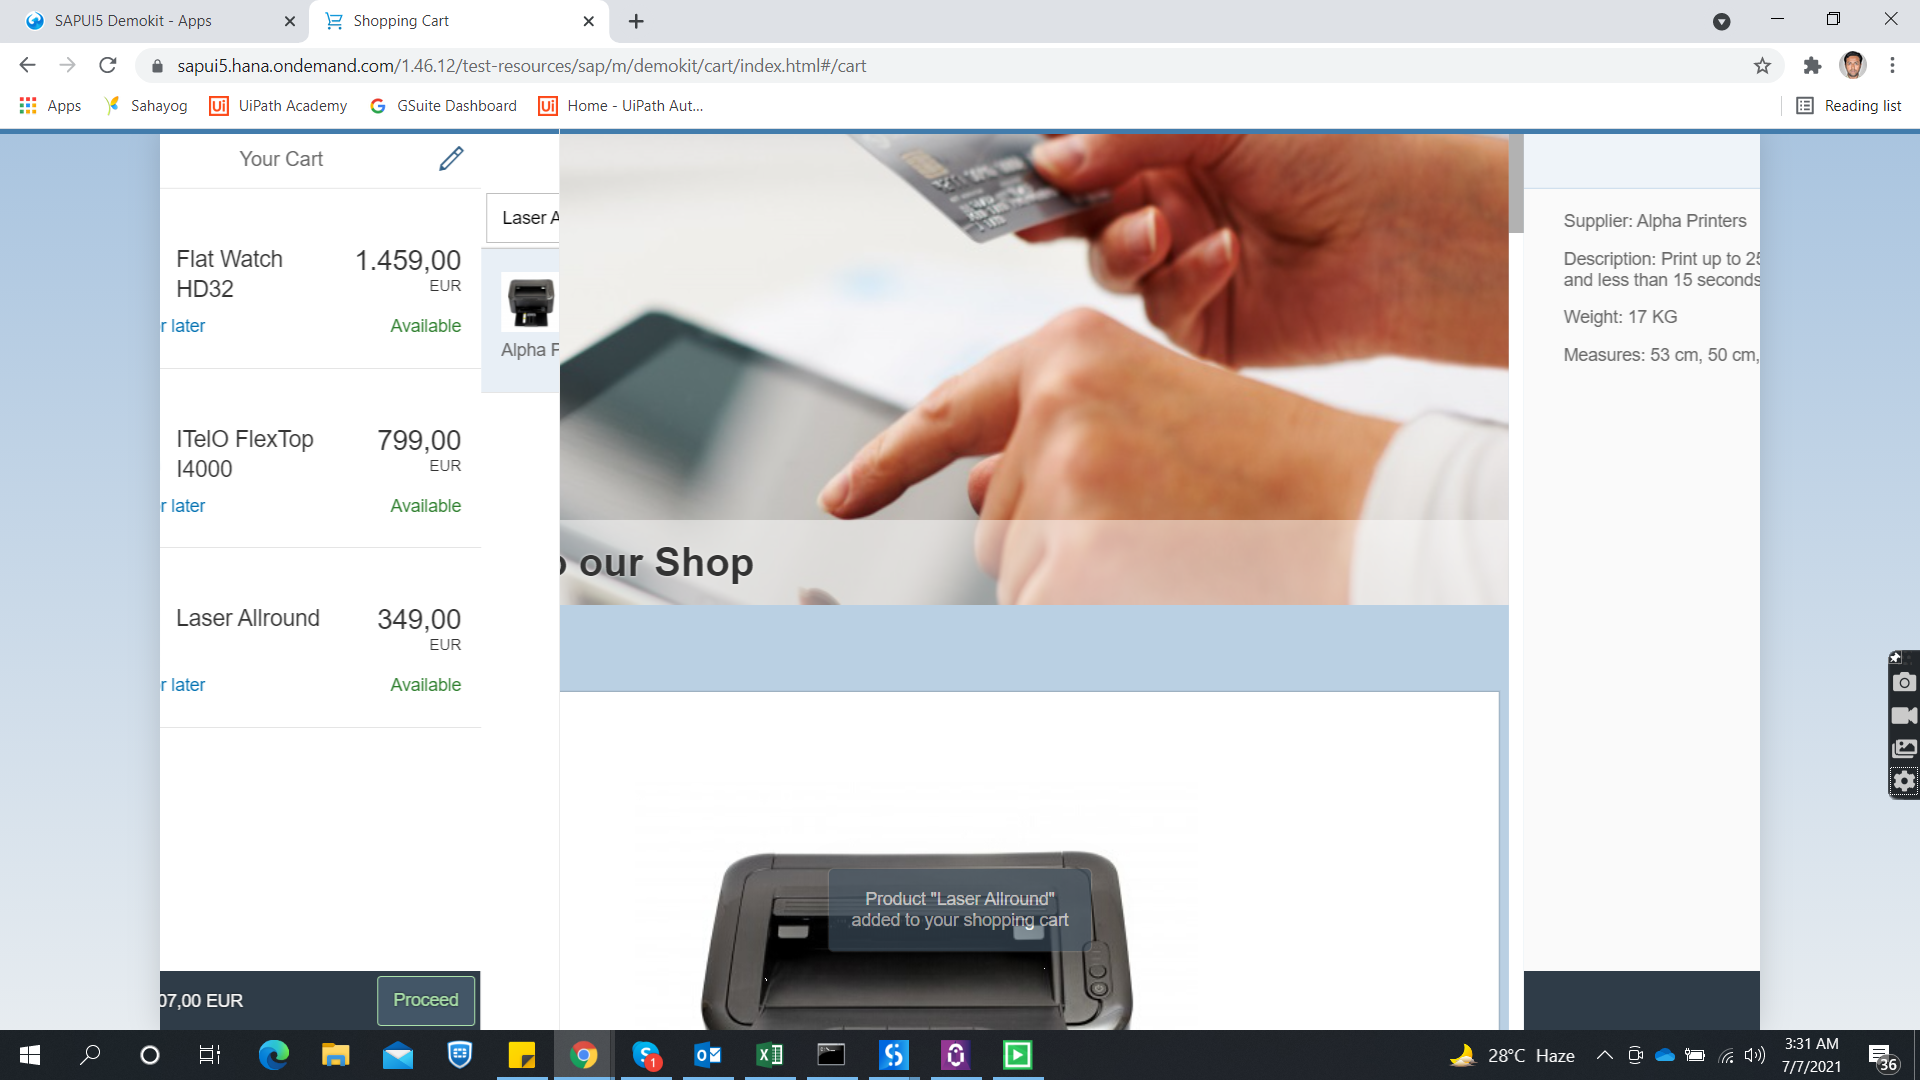 SAPUI5 Demokit - Apps
Shopping Cart
sapui5.hana.ondemand.com/1.46.12/test-resources/sap/m/demokit/cart/index.html#/cart
Apps
Sahayog
UiPath Academy
GSuite Dashboard
Home - UiPath Aut...
Reading list
Your Cart
Flat Watch
HD32
1.459,00
EUR
r later
Available
ITelO FlexTop
I4000
799,00
EUR
r later
Available
Laser Allround
349,00
EUR
r later
Available
07,00 EUR
Proceed
Laser A
Alpha P
o our Shop
Product "Laser Allround"
added to your shopping cart
Supplier: Alpha Printers
Description: Print up to 25
and less than 15 seconds
Weight: 17 KG
Measures: 53 cm, 50 cm,
28°C Haze
3:31 AM
7/7/2021
36
1